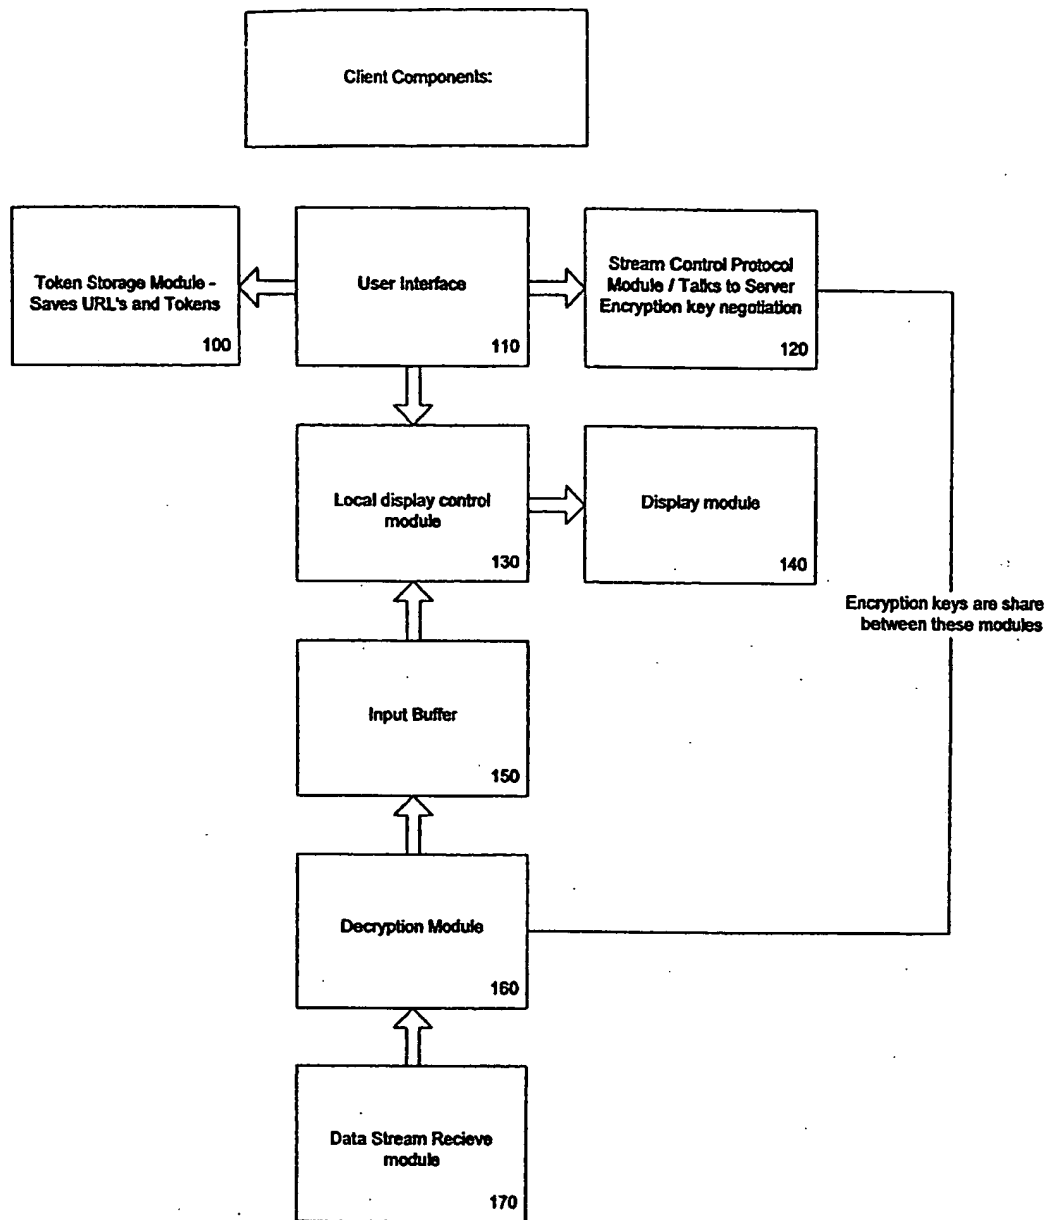 Client Components:
Token Storage Module -
Saves URL's and Tokens
100
User Interface
110
Stream Control Protocol
Module / Talks to Server
Encryption key negotiation
120
Local display control
module
130
Display module
140
Encryption keys are share
between these modules
Input Buffer
150
Decryption Module
160
Data Stream Recieve
module
170